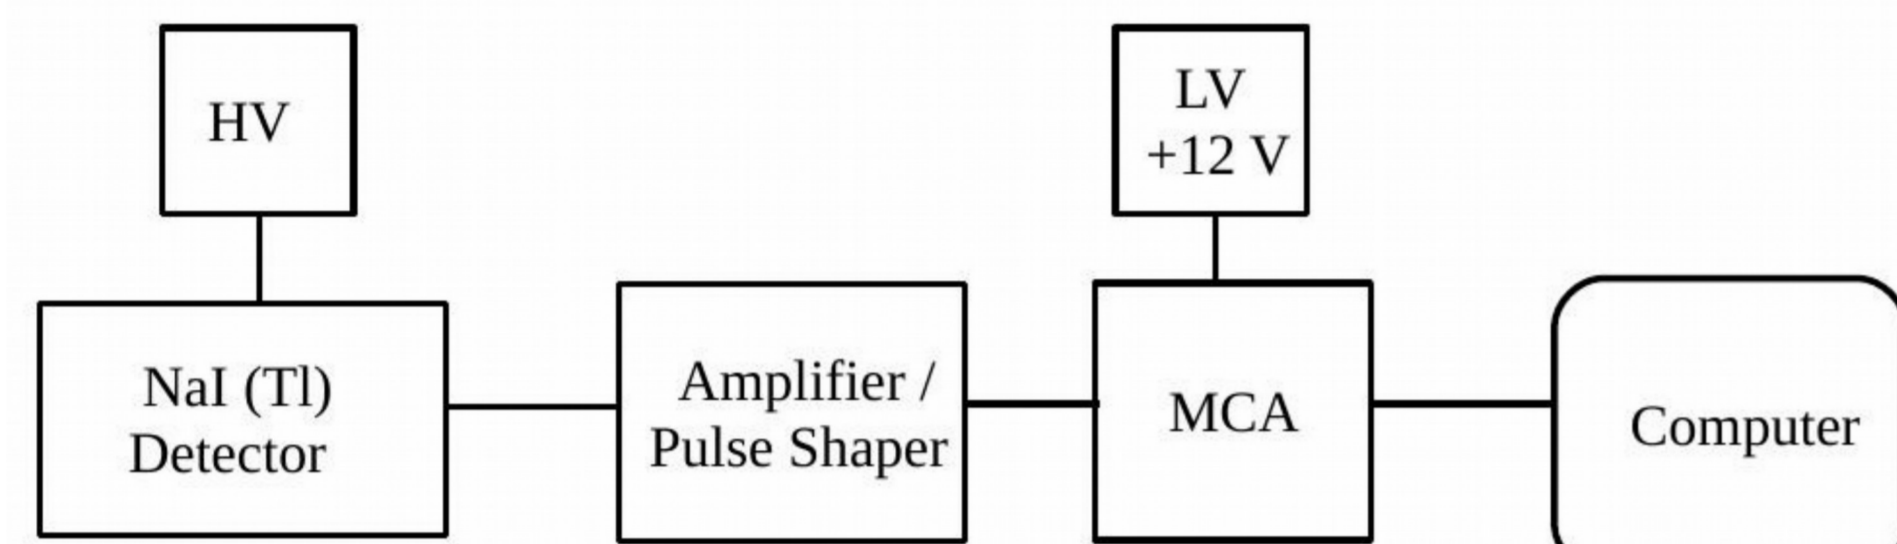 HV
LV
+12 V
NaI (Tl)
Detector
Amplifier /
Pulse Shaper
MCA
Computer